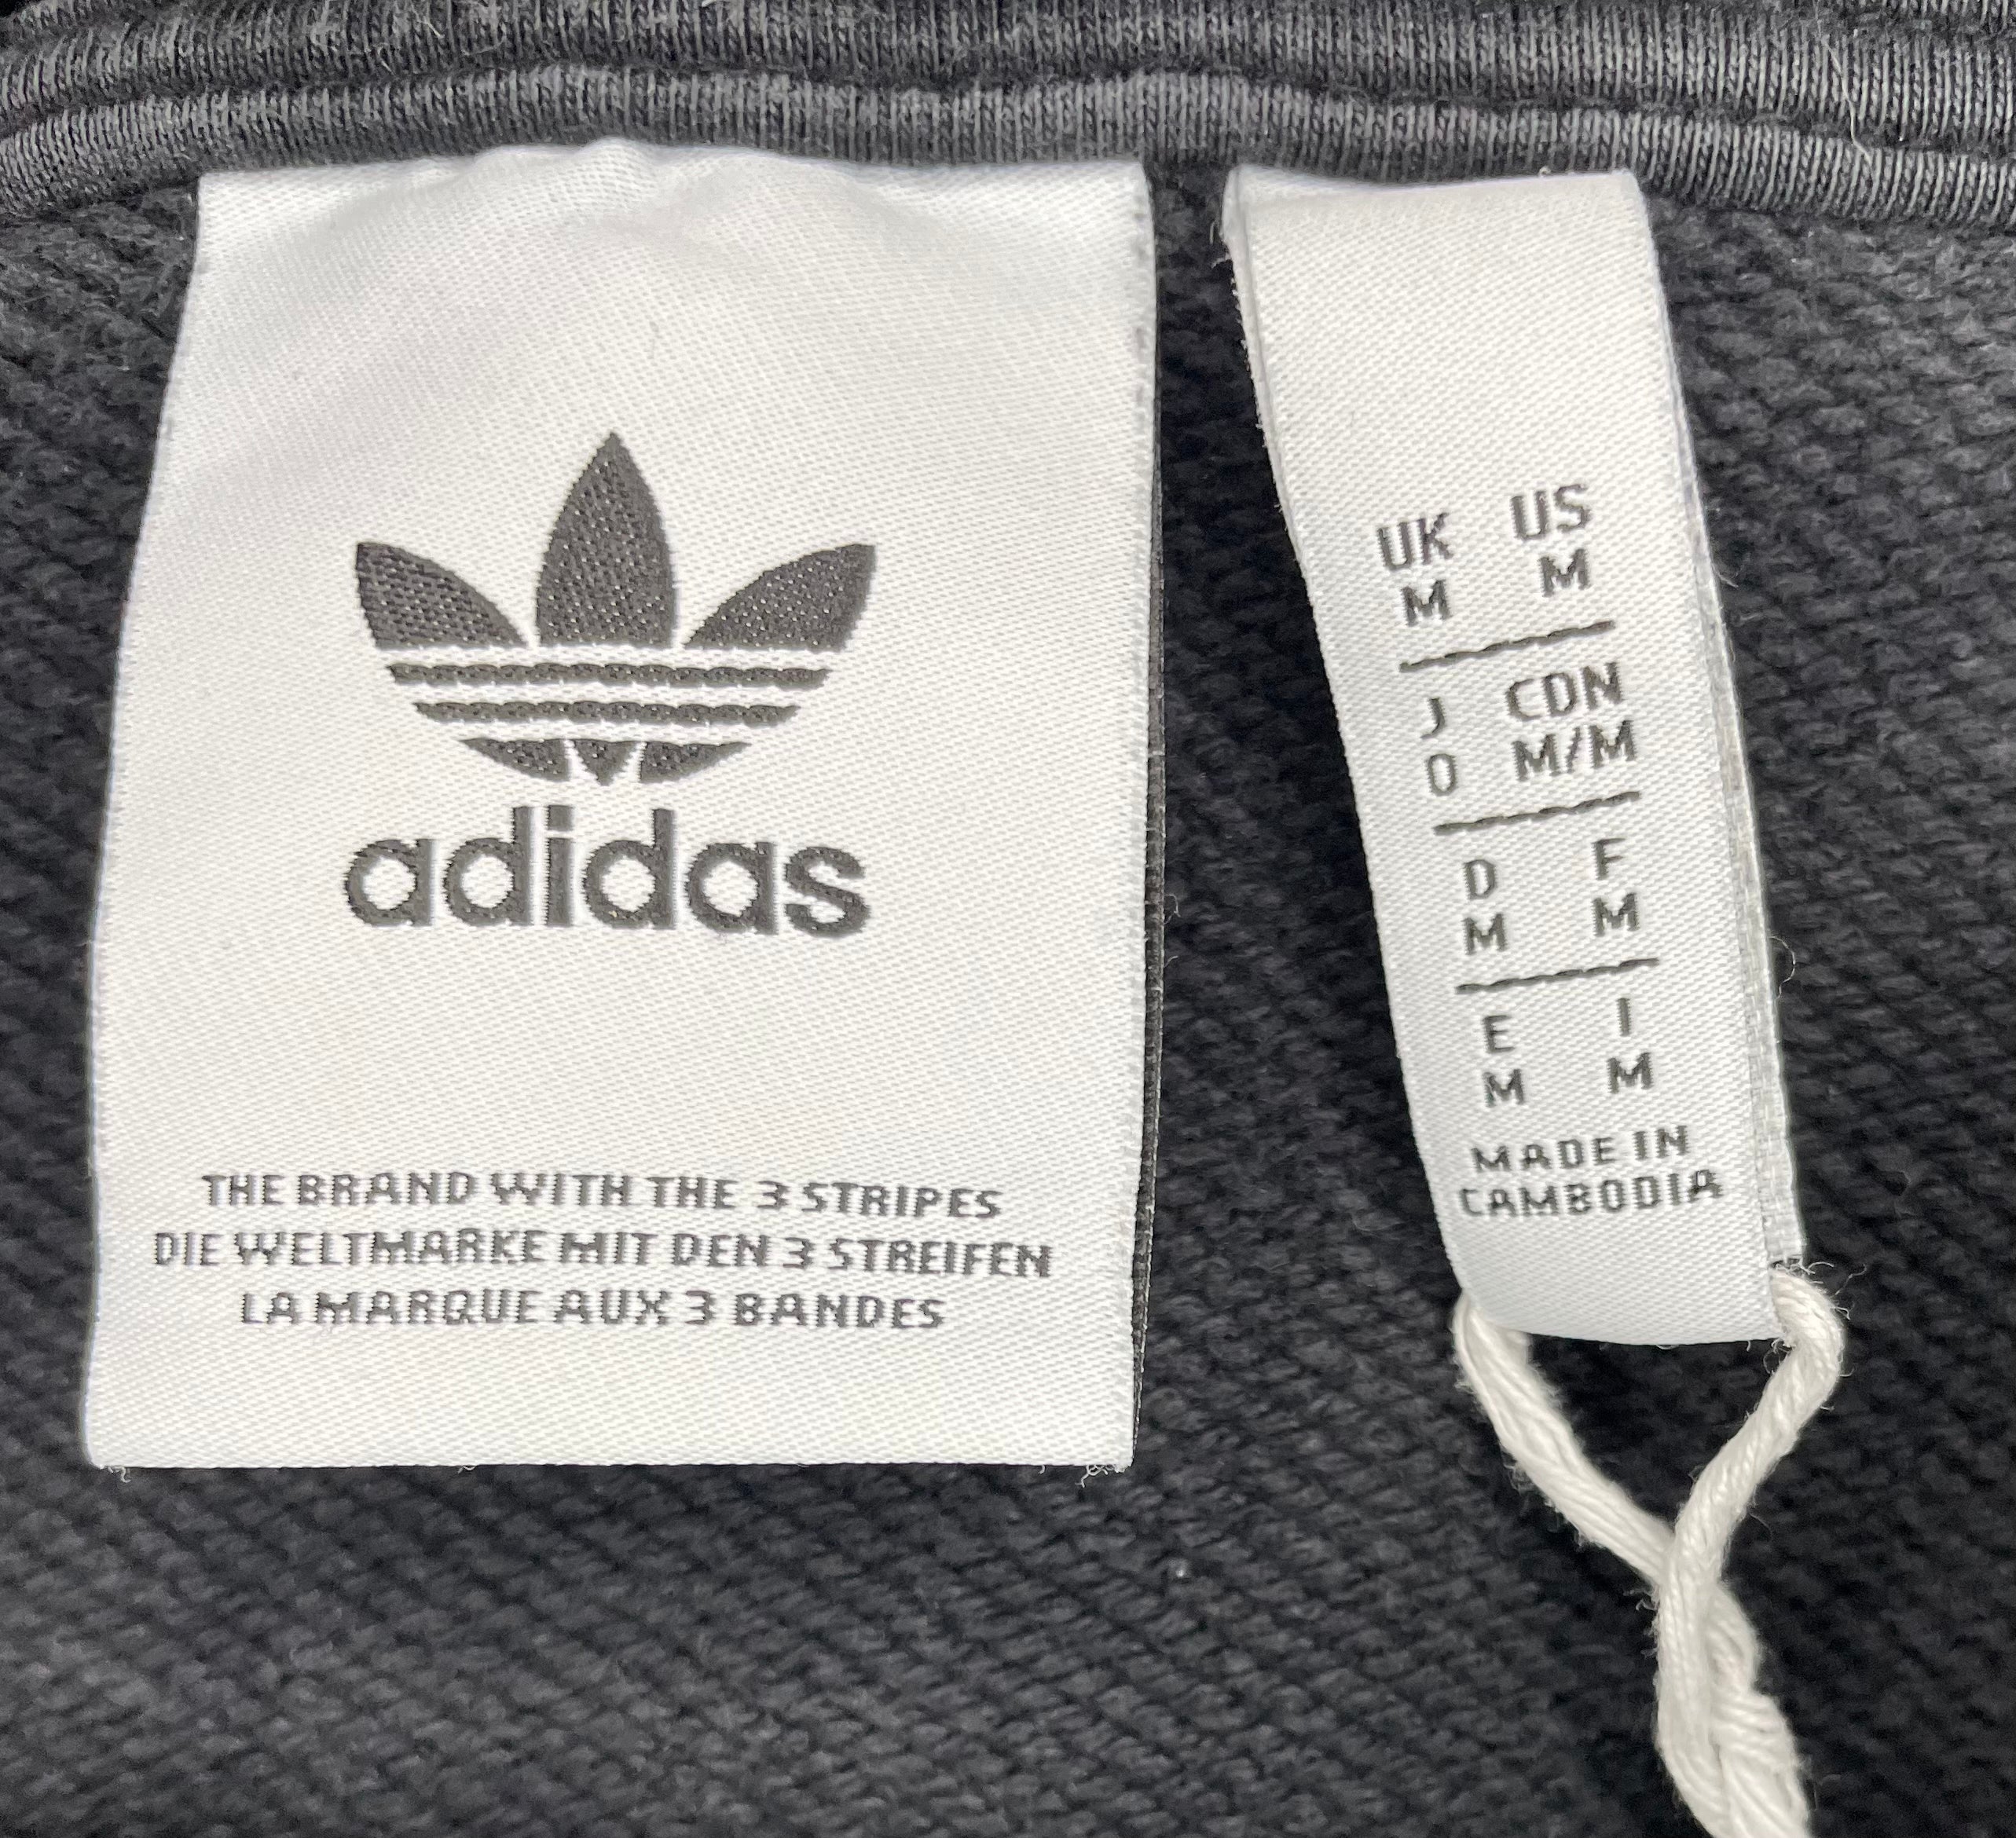 adidas
THE BRAND WITH THE 3 STRIPES
DIE WELTMARKE MIT DEN 3 STREIFEN
LA MARQUE AUX 3 BANDES
UK US
M M
J CDN
O M/M
D F
M M
E I
M M
MADE IN
CAMBODIA